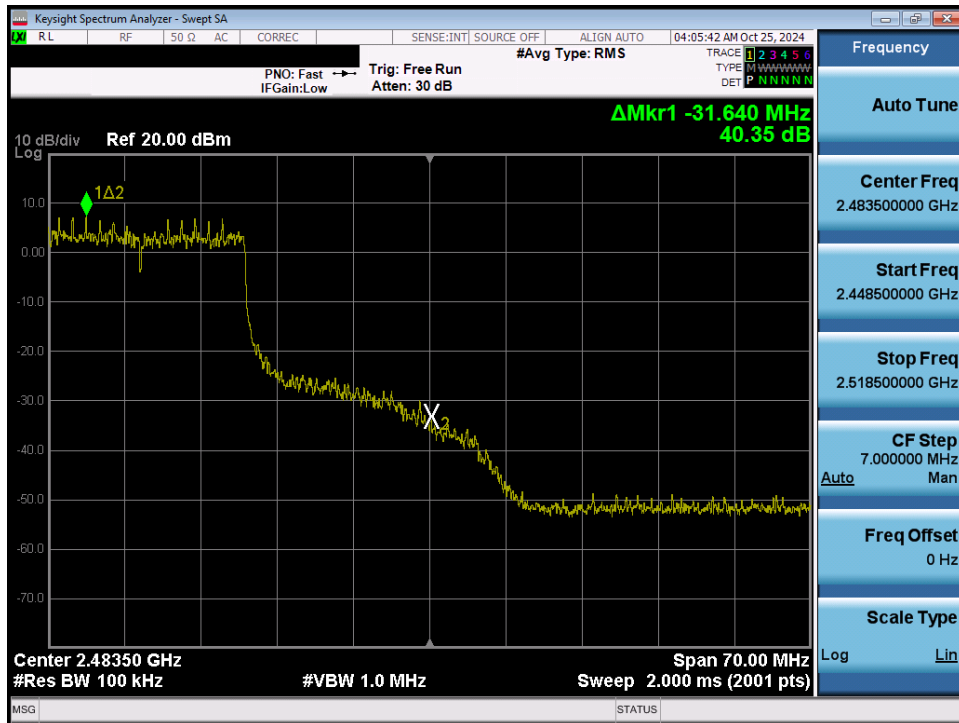 Keysight Spectrum Analyzer - Swept SA
LXI RL RF 50 Ω AC CORREC SENSE:INT SOURCE OFF ALIGN AUTO 04:05:42 AM Oct 25, 2024
#Avg Type: RMS
TRACE 1 2 3 4 5 6
PNO: Fast Trig: Free Run
TYPE M W W W W W
IFGain:Low Atten: 30 dB
DET P N N N N N
ΔMkr1 -31.640 MHz
40.35 dB
10 dB/div Ref 20.00 dBm
Log
1Δ2
10.0
0.00
-10.0
-20.0
-30.0
X2
-40.0
-50.0
-60.0
-70.0
Center 2.48350 GHz Span 70.00 MHz
#Res BW 100 kHz #VBW 1.0 MHz Sweep 2.000 ms (2001 pts)
MSG STATUS
Frequency
Auto Tune
Center Freq
2.483500000 GHz
Start Freq
2.448500000 GHz
Stop Freq
2.518500000 GHz
CF Step
7.000000 MHz
Auto Man
Freq Offset
0 Hz
Scale Type
Log Lin